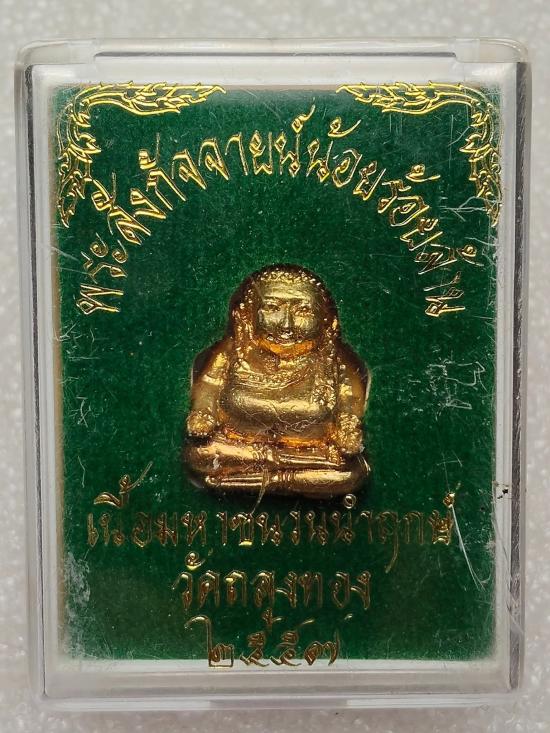 พระสังกัจจายน์น้อยร้อยล้าน
เนื้อมหาชนวนนำฤกษ์
วัดถลุงทอง
๒๕๕๗